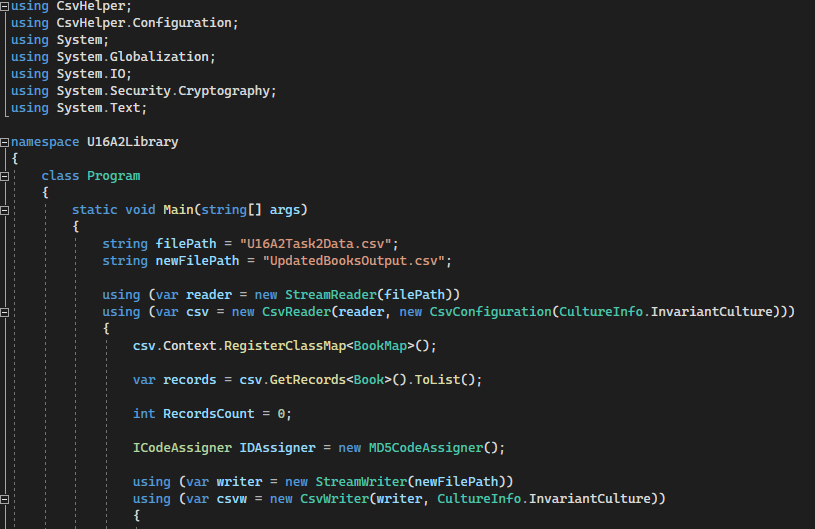 using CsvHelper;
using CsvHelper.Configuration;
using System;
using System.Globalization;
using System.IO;
using System.Security.Cryptography;
using System.Text;
namespace U16A2Library
{
class Program
{
static void Main(string[] args)
{
string filePath = "U16A2Task2Data.csv";
string newFilePath = "UpdatedBooksOutput.csv";
using (var reader = new StreamReader(filePath))
using (var csv = new CsvReader(reader, new CsvConfiguration(CultureInfo.InvariantCulture)))
{
csv.Context.RegisterClassMap<BookMap>();
var records = csv.GetRecords<Book>().ToList();
int RecordsCount = 0;
ICodeAssigner IDAssigner = new MD5CodeAssigner();
using (var writer = new StreamWriter(newFilePath))
using (var csvw = new CsvWriter(writer, CultureInfo.InvariantCulture))
{